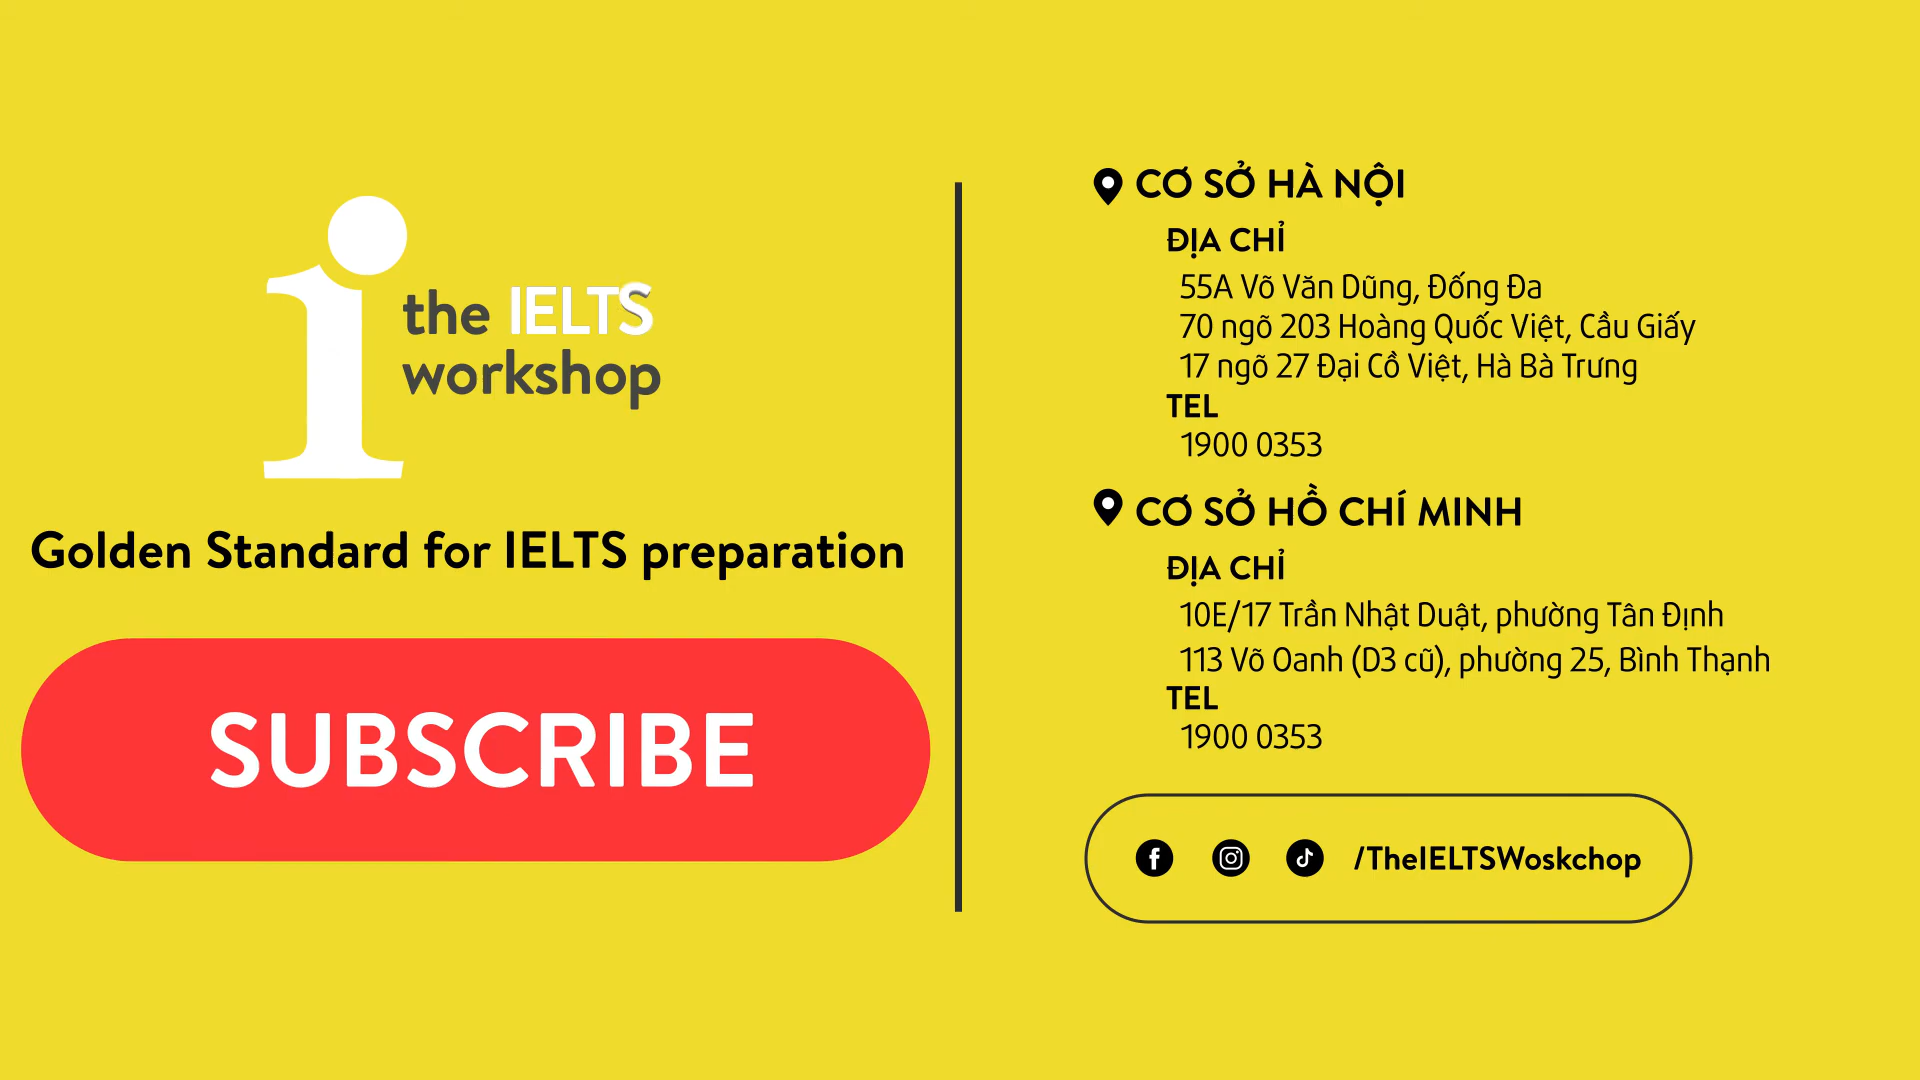 the IELTS
workshop
Golden Standard for IELTS preparation
SUBSCRIBE
CƠ SỞ HÀ NỘI
ĐỊA CHỈ
55A Võ Văn Dũng, Đống Đa
70 ngõ 203 Hoàng Quốc Việt, Cầu Giấy
17 ngõ 27 Đại Cồ Việt, Hà Bà Trưng
TEL
1900 0353
CƠ SỞ HỒ CHÍ MINH
ĐỊA CHỈ
10E/17 Trần Nhật Duật, phường Tân Định
113 Võ Oanh (D3 cũ), phường 25, Bình Thạnh
TEL
1900 0353
/TheIELTSWoskchop